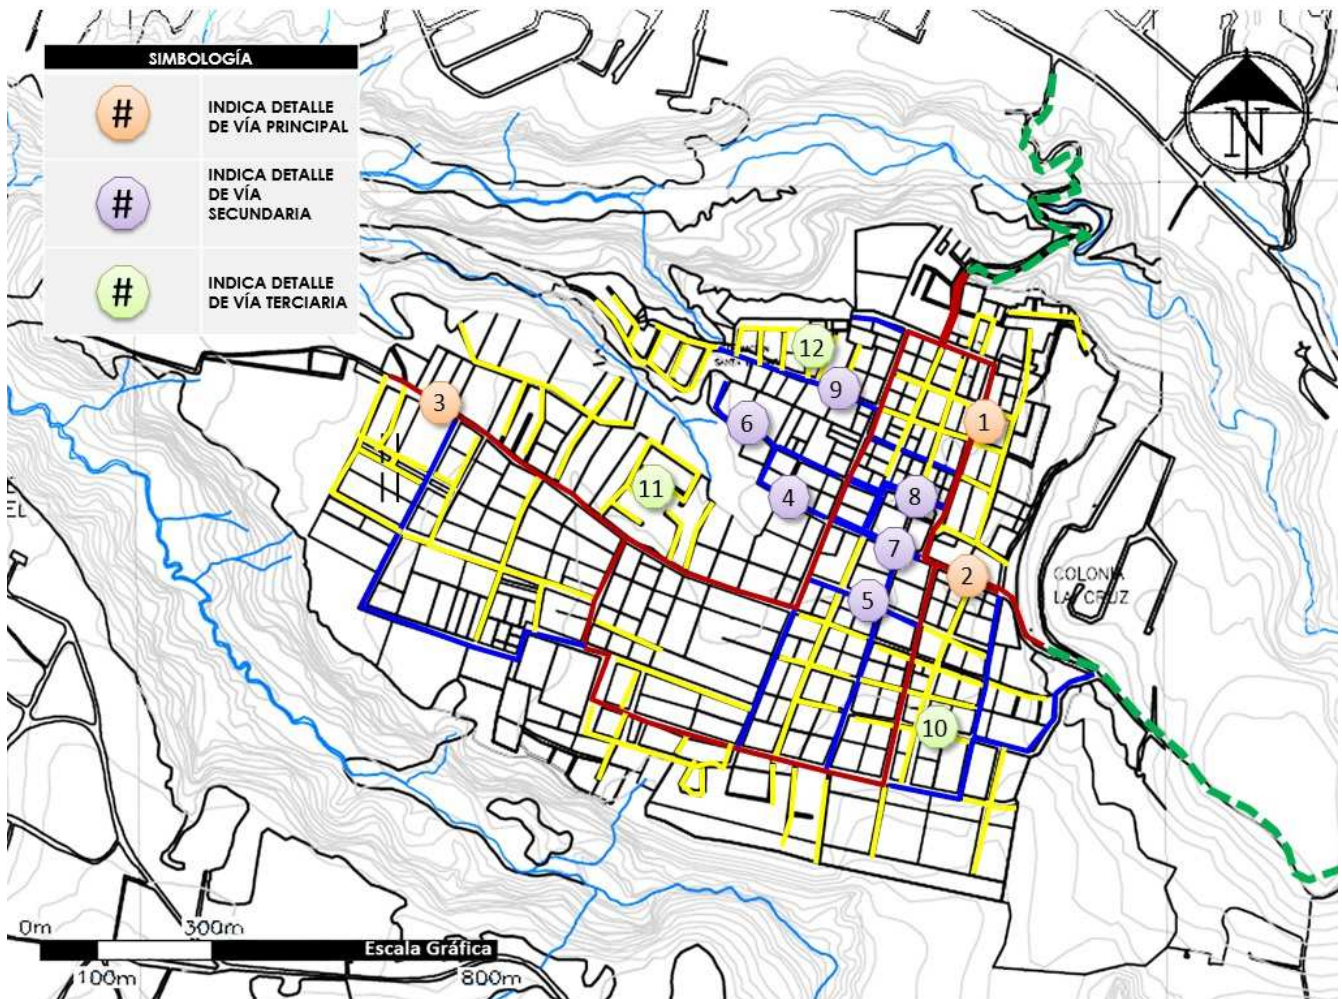 SIMBOLOGÍA
#
INDICA DETALLE
DE VÍA PRINCIPAL
#
INDICA DETALLE
DE VÍA
SECUNDARIA
#
INDICA DETALLE
DE VÍA TERCIARIA
N
12
9
3
6
1
11
4
8
7
2
5
COLONIA
LA CRUZ
EL
10
0m
300m
Escala Gráfica
100m
800m